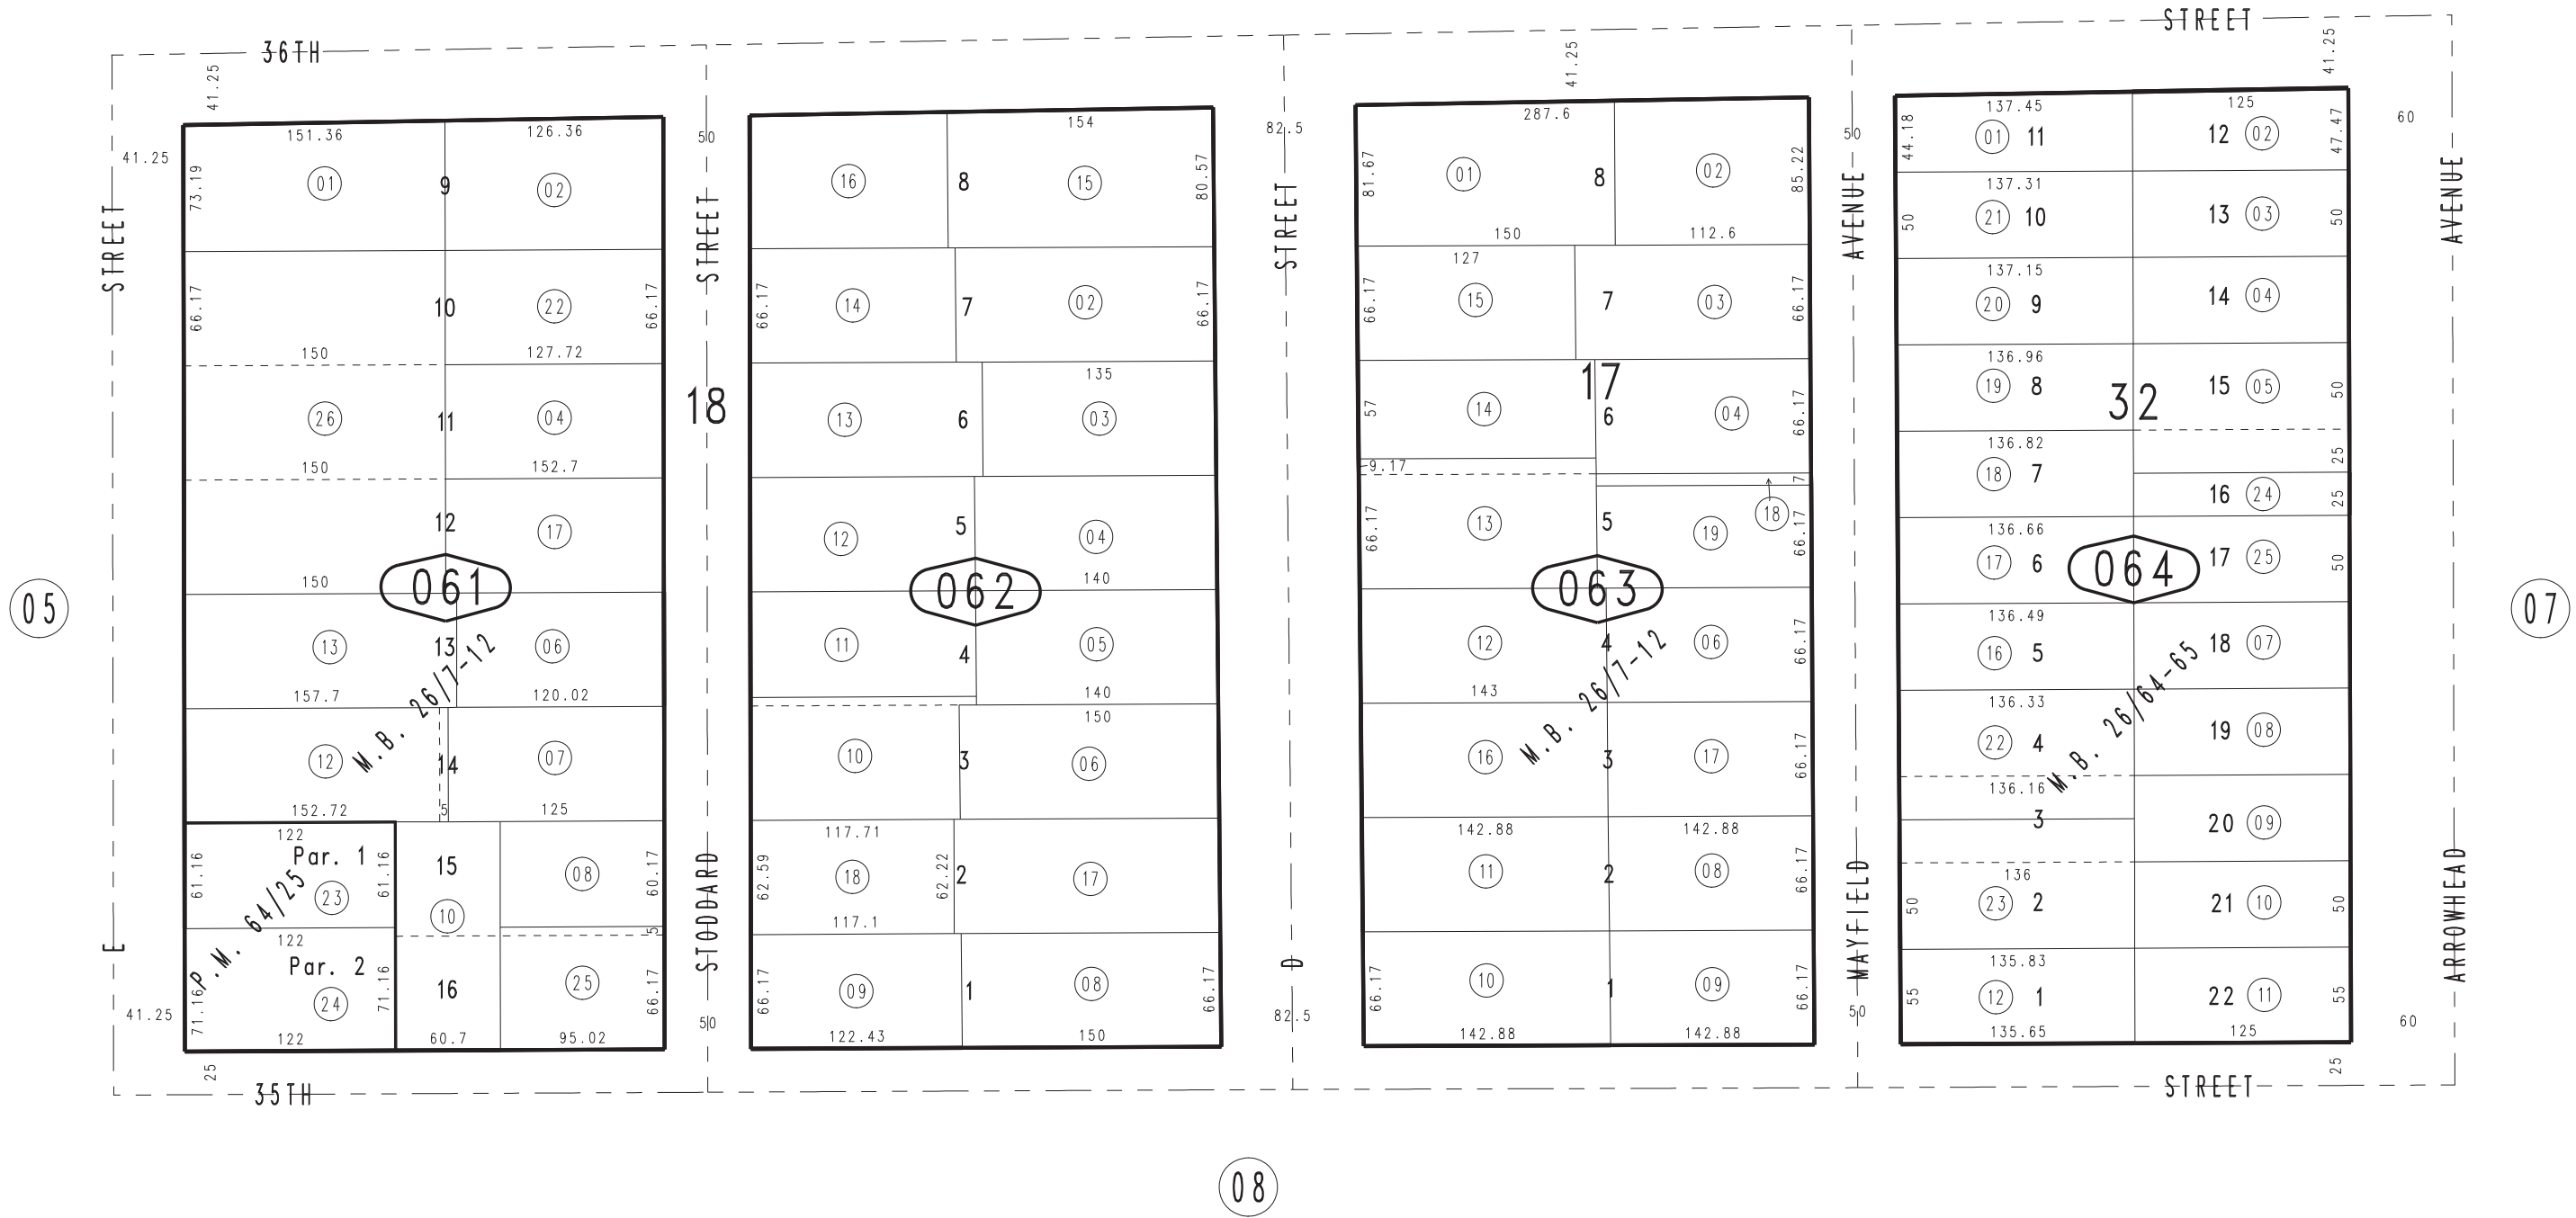 36TH STREET
41.25 41.25 41.25
41.25 50 82.5 50 60
STREET STREET STREET AVENUE AVENUE
151.36 126.36
73.19 01 9 02
66.17 10 22 66.17
150 127.72
26 11 04
150 152.7
12 17
150
061
13 13 06
157.7 120.02
M.B. 26/7-12
12 14 07
152.72 5 125
122
61.16 Par. 1 61.16 15 08 60.17
23
10
P.M. 64/25
122 5
Par. 2
71.16 24 71.16 16 25 66.17
122 60.7 95.02
18
154
16 8 15 80.57
66.17 14 7 02 66.17
135
13 6 03
12 5 04
140
062
11 4 05
140
150
10 3 06
117.71
62.59 18 62.22 2 17
117.1
66.17 09 1 08 66.17
122.43 150
287.6
81.67 01 8 02 85.22
150 112.6
127
66.17 15 7 03 66.17
17
57 14 6 04 66.17
9.17 7
18
66.17 13 5 19 66.17
063
12 4 06 66.17
143
M.B. 26/7-12
16 3 17 66.17
142.88 142.88
11 2 08 66.17
66.17 10 1 09 66.17
142.88 142.88
137.45 125
44.18 01 11 12 02 47.47
137.31
50 21 10 13 03 50
137.15
20 9 14 04
136.96
19 8 15 05 50
32
136.82 25
18 7 16 24 25
136.66
17 6 17 25 50
064
136.49
16 5 18 07
136.33
22 4 19 08
M.B. 26/64-65
136.16
3 20 09
136
50 23 2 21 10 50
135.83
55 12 1 22 11 55
135.65 125
05 07
E STODDARD D MAYFIELD ARROWHEAD
41.25 50 82.5 50 60
25 25
35TH STREET
08